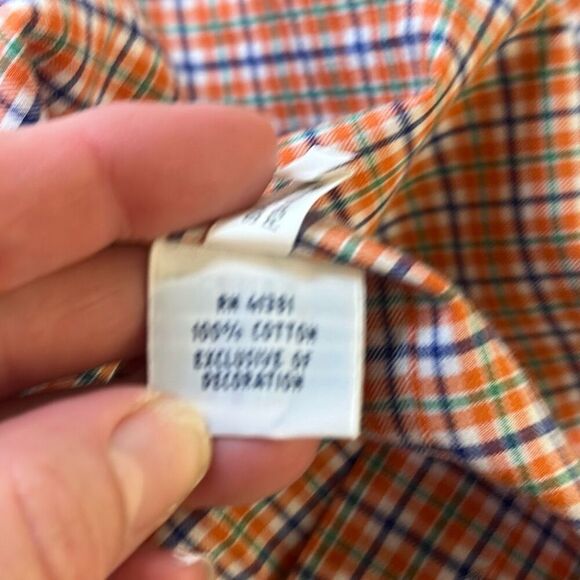 RN 41381
100% COTTON
EXCLUSIVE OF
DECORATION